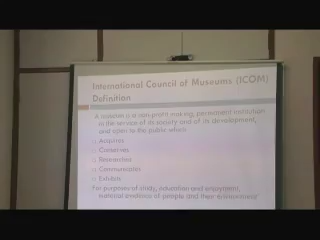 International Council of Museums (ICOM)
Definition
A museum is a non-profit making, permanent institution
in the service of its society and of its development,
and open to the public which
Acquires
Conserves
Researches
Communicates
Exhibits
For purposes of study, education and enjoyment,
material evidence of people and their environment